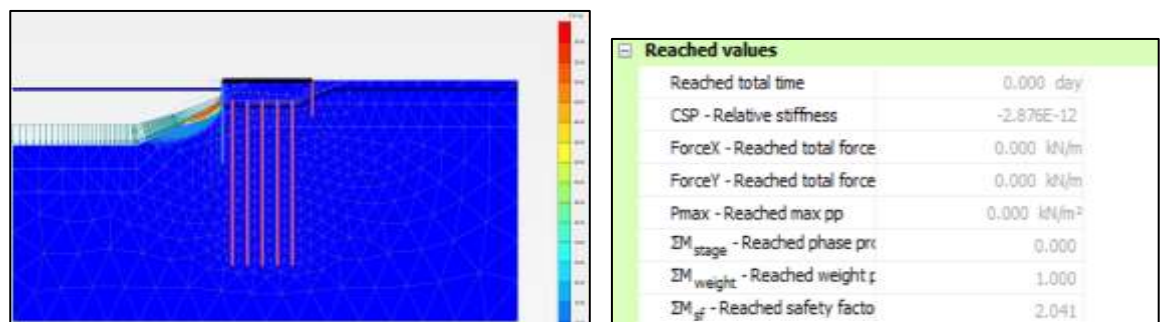 Reached values
Reached total time 0.000 day
CSP - Relative stiffness -2.876E-12
ForceX - Reached total force 0.000 kN/m
ForceY - Reached total force 0.000 kN/m
Pmax - Reached max pp 0.000 kN/m²
ΣMstage - Reached phase pro 0.000
ΣMweight - Reached weight p 1.000
ΣMsf - Reached safety facto 2.041